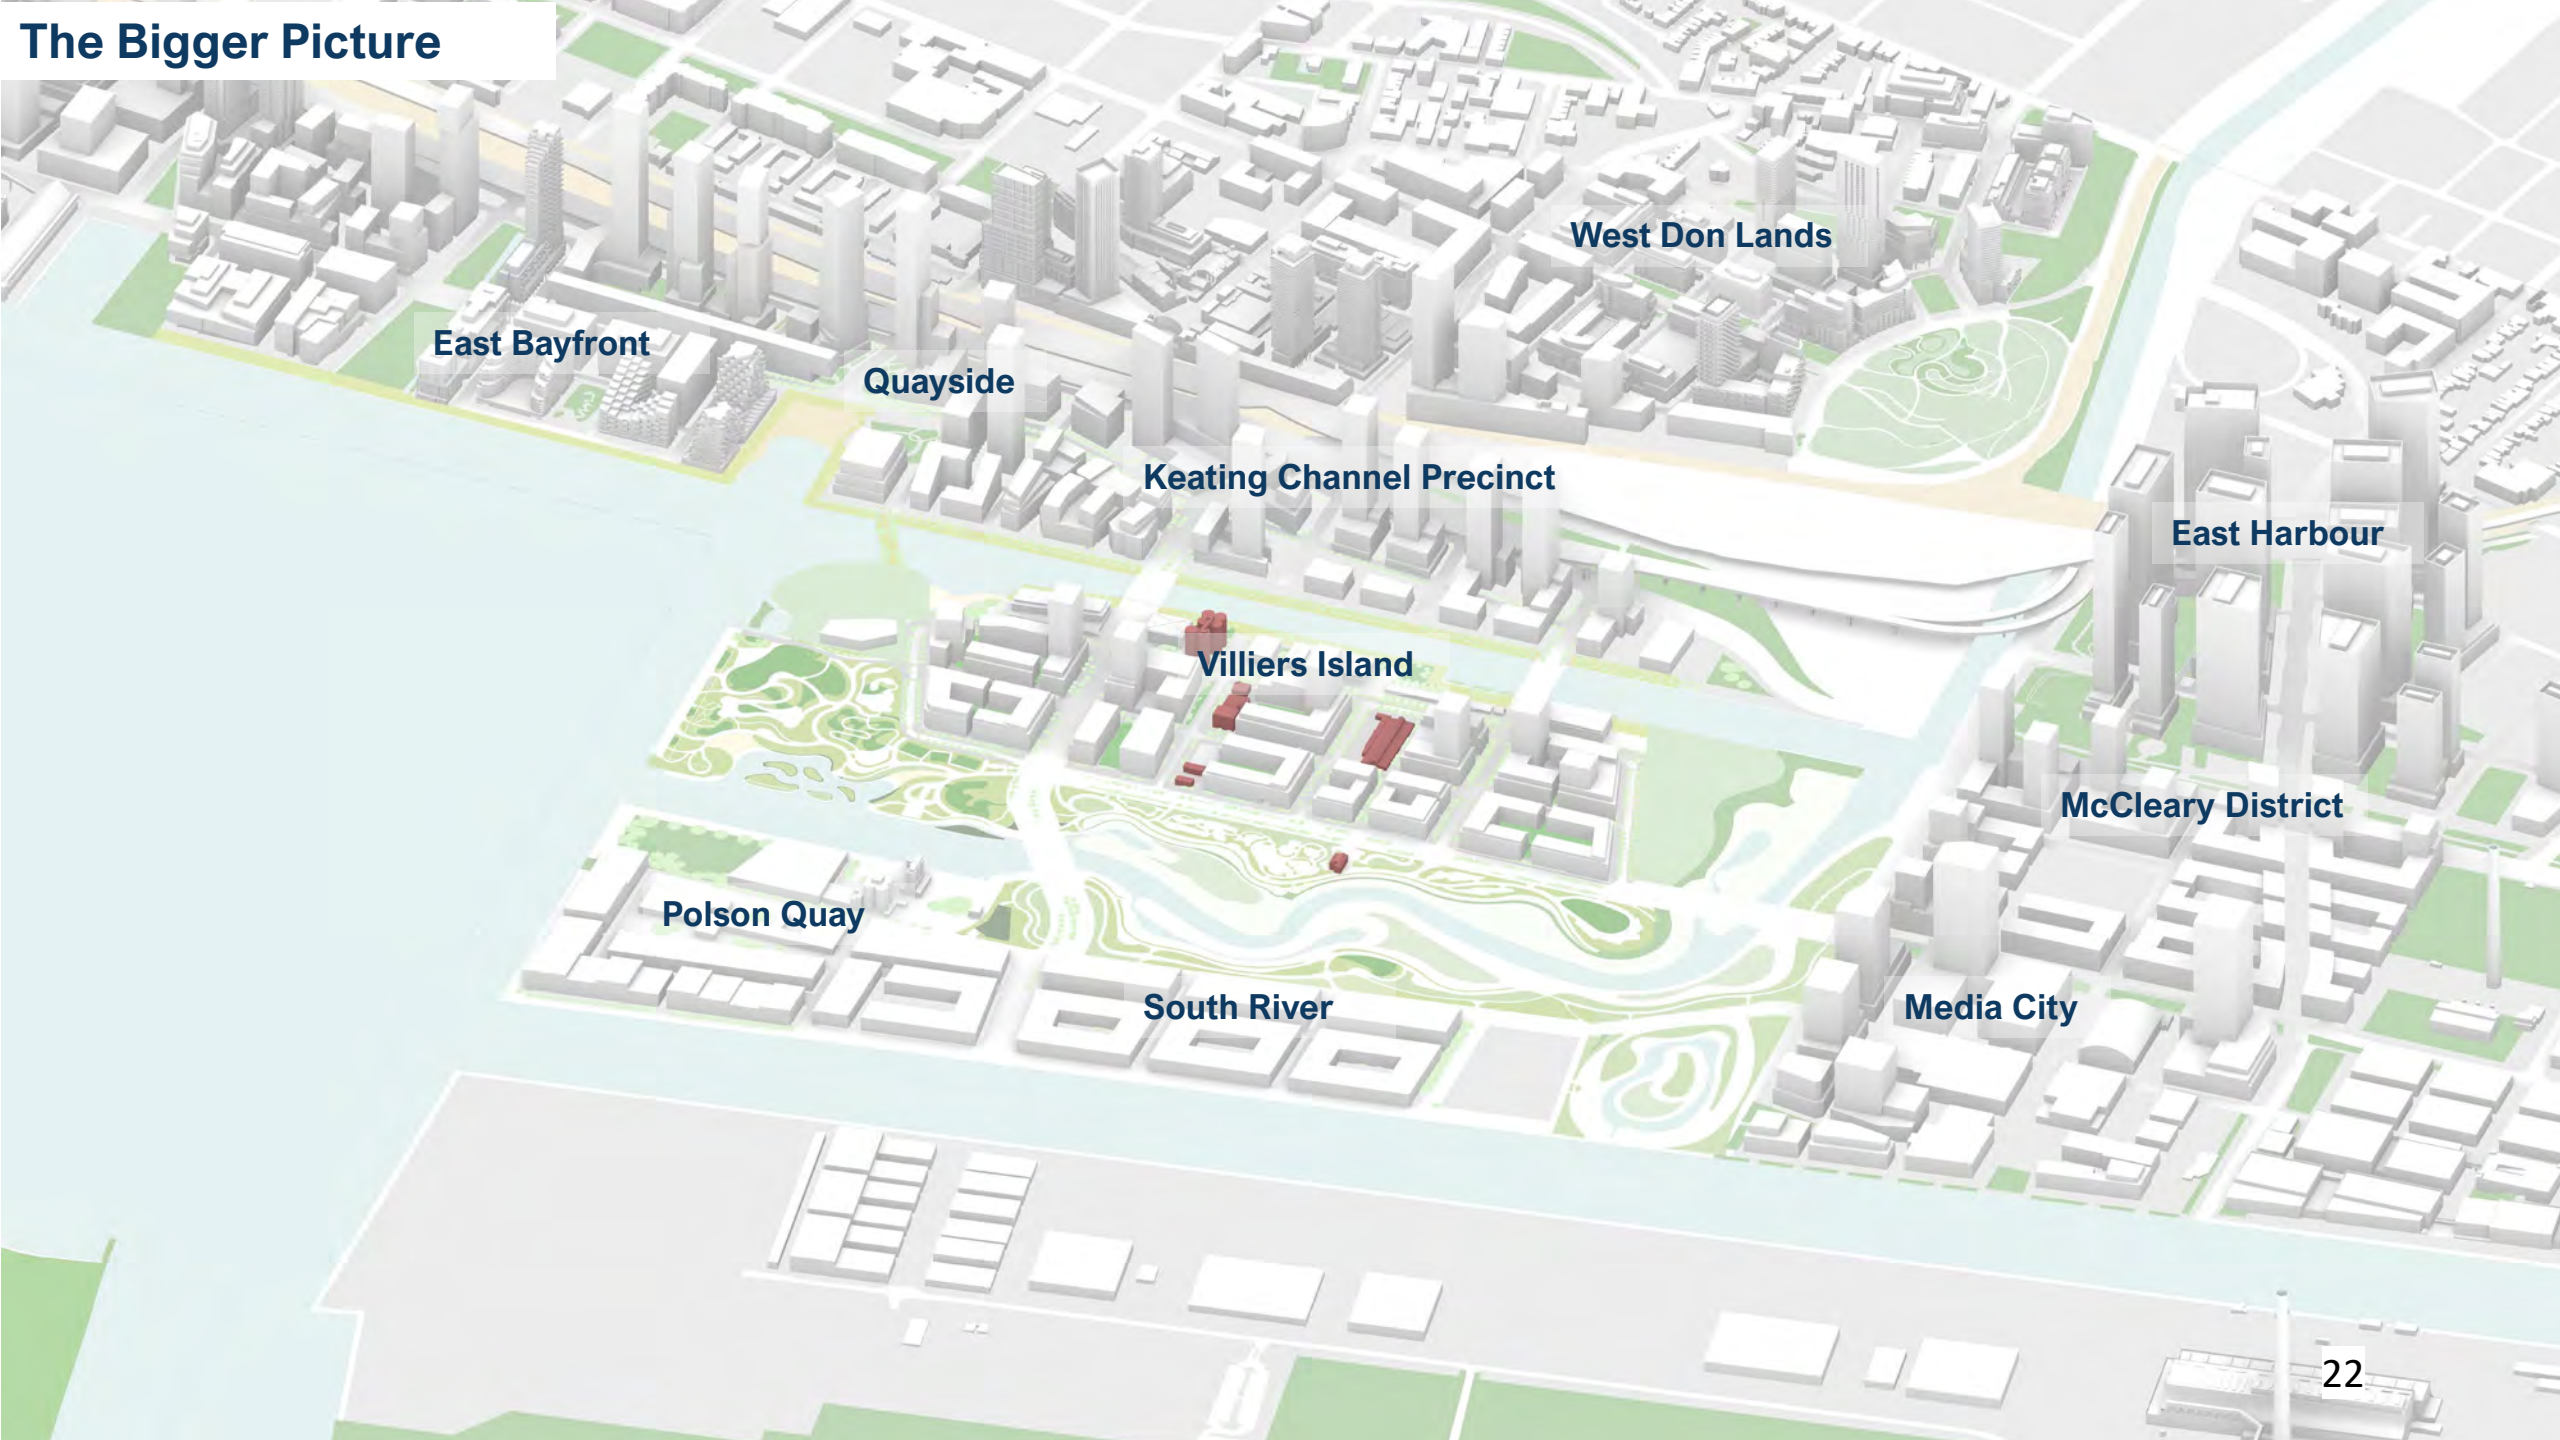 The Bigger Picture
West Don Lands
East Bayfront
Quayside
Keating Channel Precinct
East Harbour
Villiers Island
McCleary District
Polson Quay
South River
Media City
22